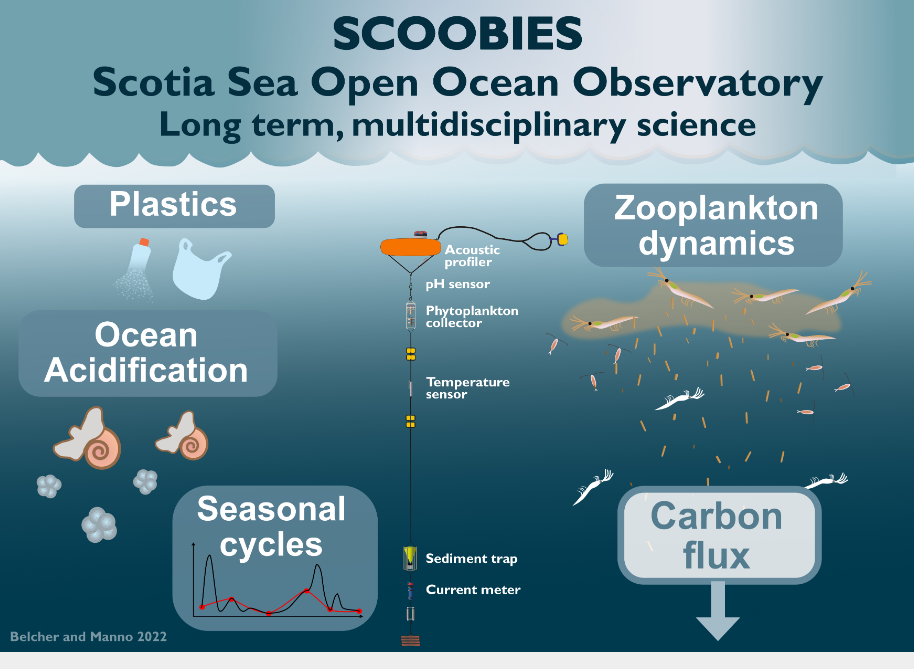 SCOOBIES
Scotia Sea Open Ocean Observatory
Long term, multidisciplinary science
Plastics
Zooplankton
dynamics
Acoustic
profiler
pH sensor
Phytoplankton
collector
Ocean
Acidification
Temperature
sensor
Seasonal
cycles
Carbon
flux
Sediment trap
Current meter
Belcher and Manno 2022